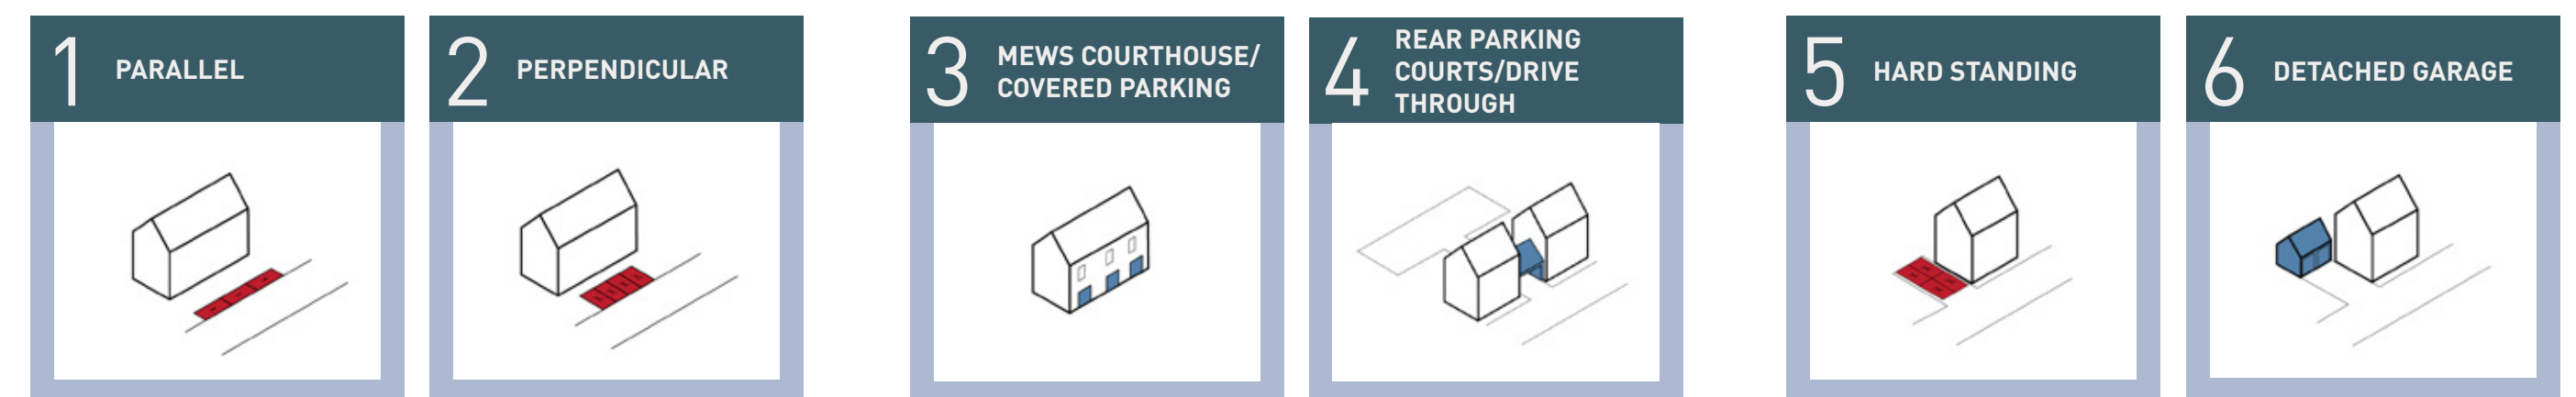 1 PARALLEL
2 PERPENDICULAR
3 MEWS COURTHOUSE/
COVERED PARKING
4 REAR PARKING
COURTS/DRIVE
THROUGH
5 HARD STANDING
6 DETACHED GARAGE